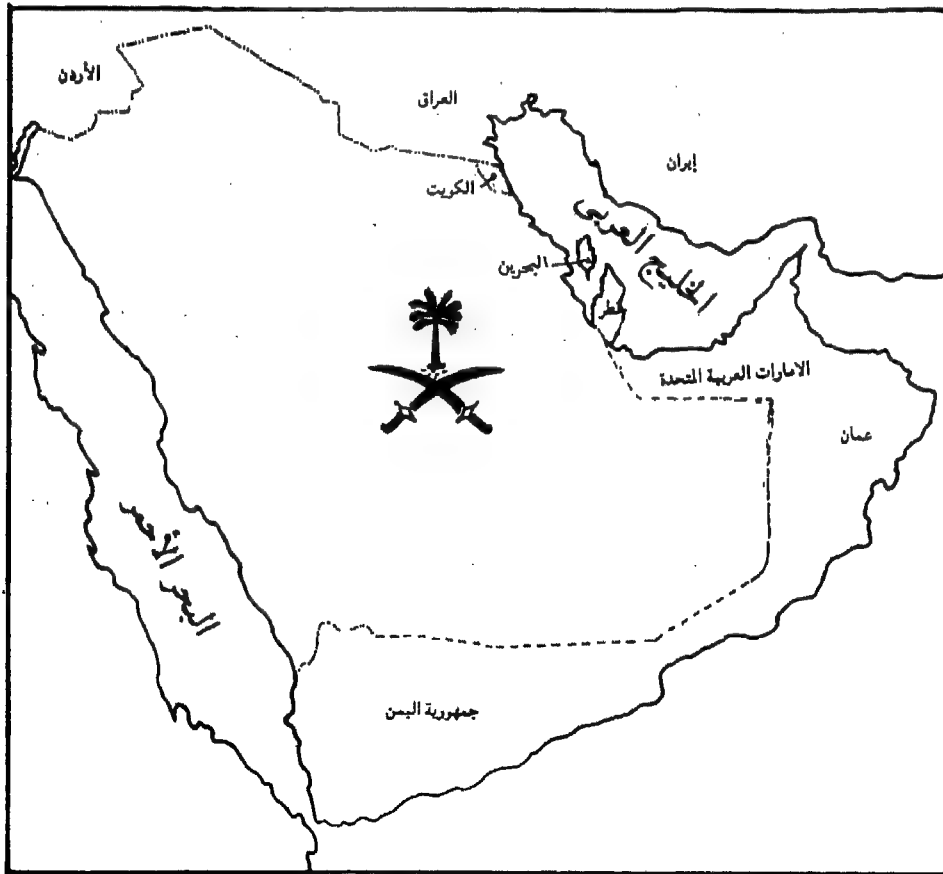 الأردن
العراق
إيران
الكويت
الخليج العربي
البحرين
قطر
الامارات العربية المتحدة
عمان
البحر الأحمر
جمهورية اليمن